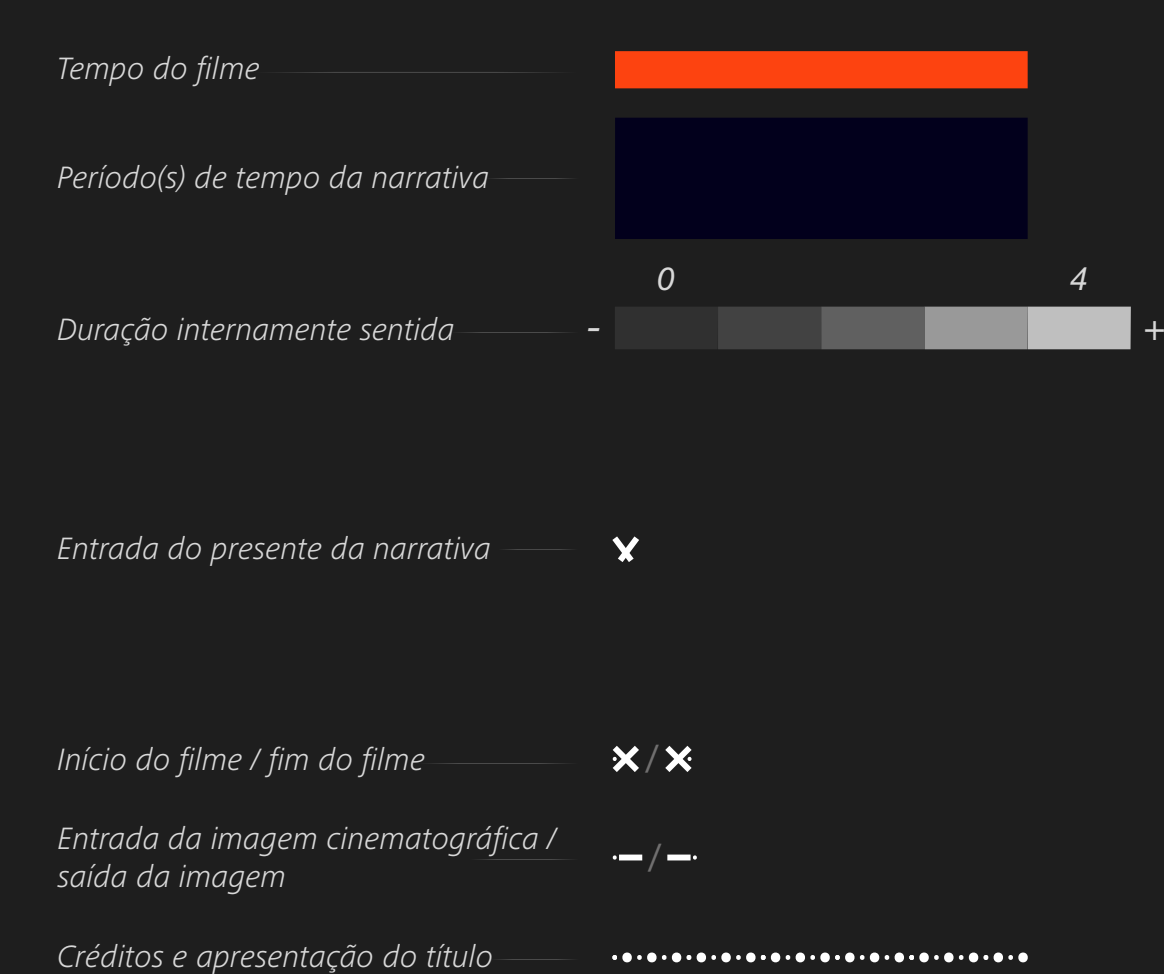 Tempo do filme
Período(s) de tempo da narrativa
0 4
Duração internamente sentida - +
Entrada do presente da narrativa
Início do filme / fim do filme
/
Entrada da imagem cinematográfica /
saída da imagem
/
Créditos e apresentação do título